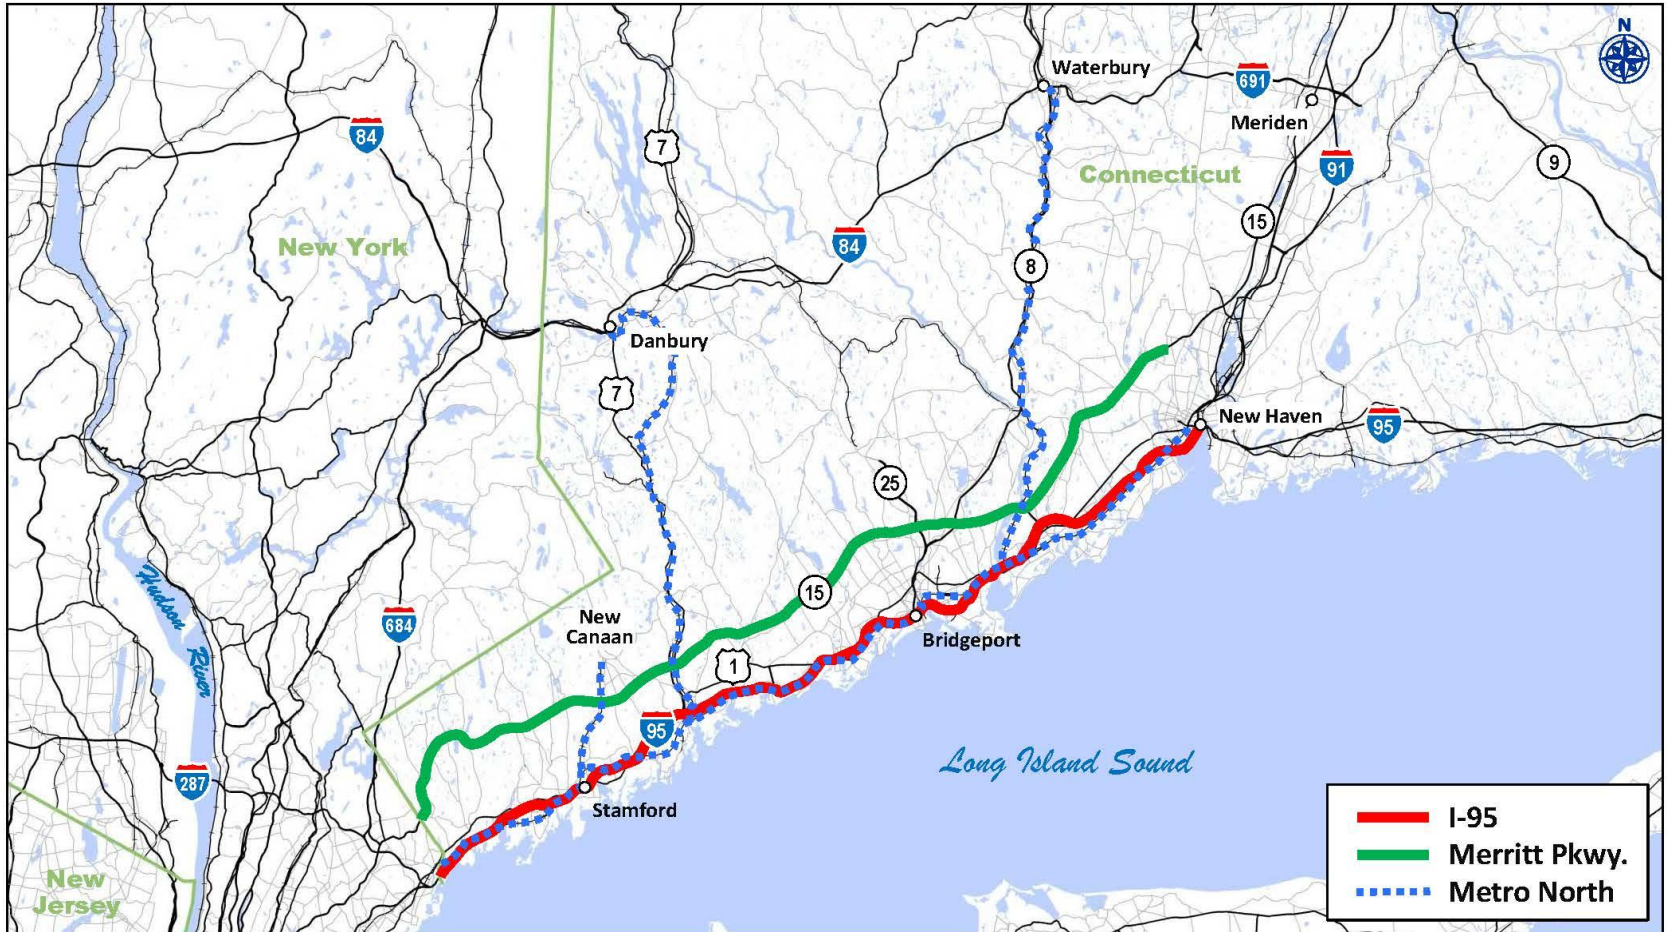 N
Waterbury
691
Meriden
84
7
Connecticut
91
9
New York
84
15
8
Danbury
7
New Haven
95
25
Hudson
River
684
15
New
Canaan
1
Bridgeport
95
Long Island Sound
287
Stamford
New
Jersey
I-95
Merritt Pkwy.
Metro North